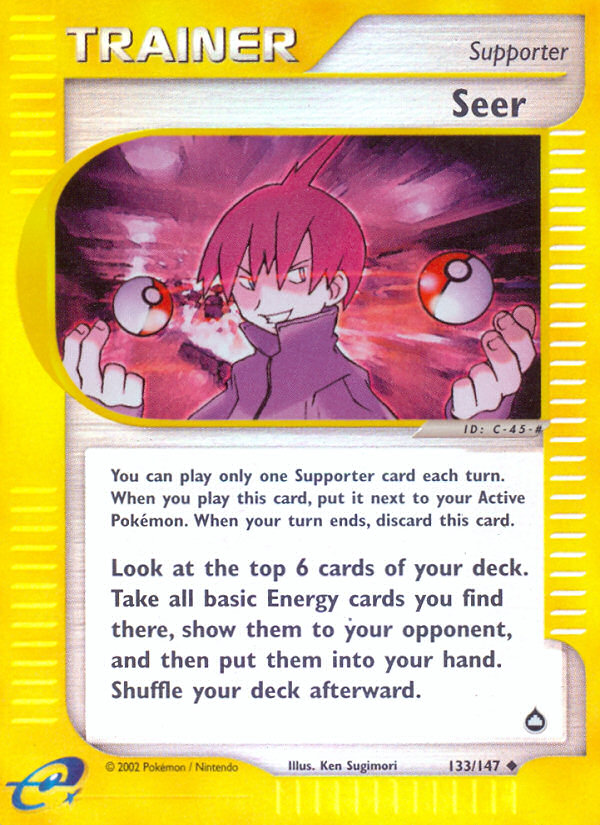 TRAINER
Supporter
Seer
ID: C-45-#
You can play only one Supporter card each turn.
When you play this card, put it next to your Active
Pokémon. When your turn ends, discard this card.
Look at the top 6 cards of your deck.
Take all basic Energy cards you find
there, show them to your opponent,
and then put them into your hand.
Shuffle your deck afterward.
© 2002 Pokémon / Nintendo
Illus. Ken Sugimori
133/147 ◆